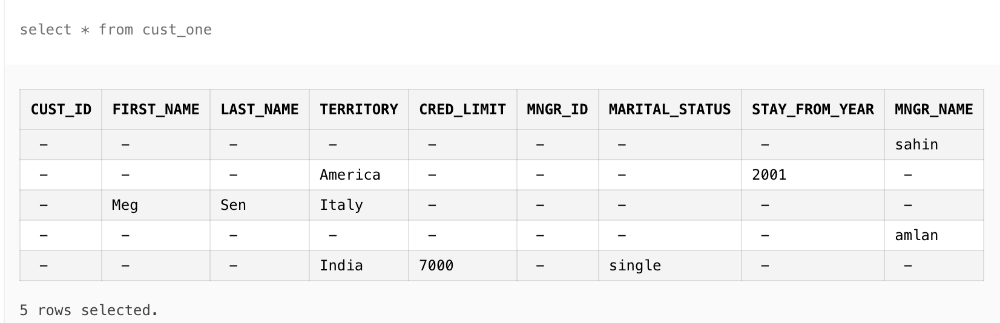 select * from cust_one
CUST_ID FIRST_NAME LAST_NAME TERRITORY CRED_LIMIT MNGR_ID MARITAL_STATUS STAY_FROM_YEAR MNGR_NAME
- - - - - - - - sahin
- - - America - - - 2001 -
- Meg Sen Italy - - - - -
- - - - - - - - amlan
- - - India 7000 - single - -
5 rows selected.